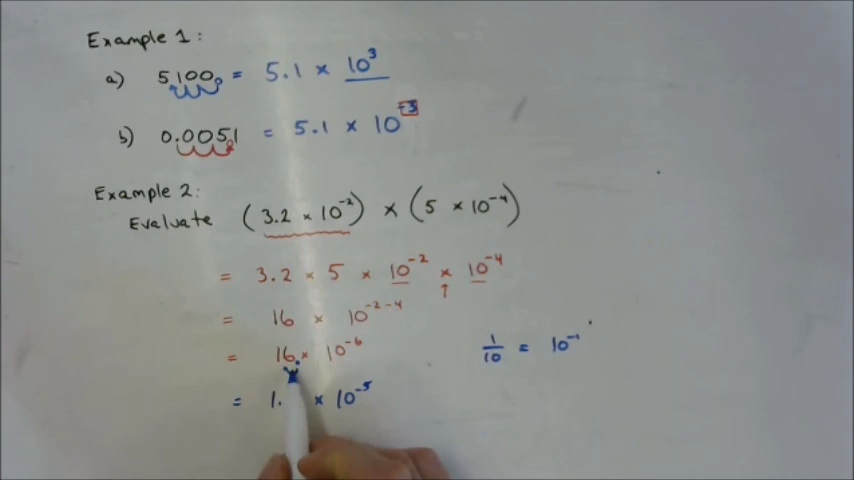 Example 1:
a) 5100. = 5.1 × 10³
b) 0.0051 = 5.1 × 10⁻³
Example 2:
Evaluate (3.2 × 10⁻²) × (5 × 10⁻⁴)
= 3.2 × 5 × 10⁻² × 10⁻⁴
= 16 × 10⁻²⁻⁴
= 16. × 10⁻⁶
1/10 = 10⁻¹
= 1. × 10⁻⁵